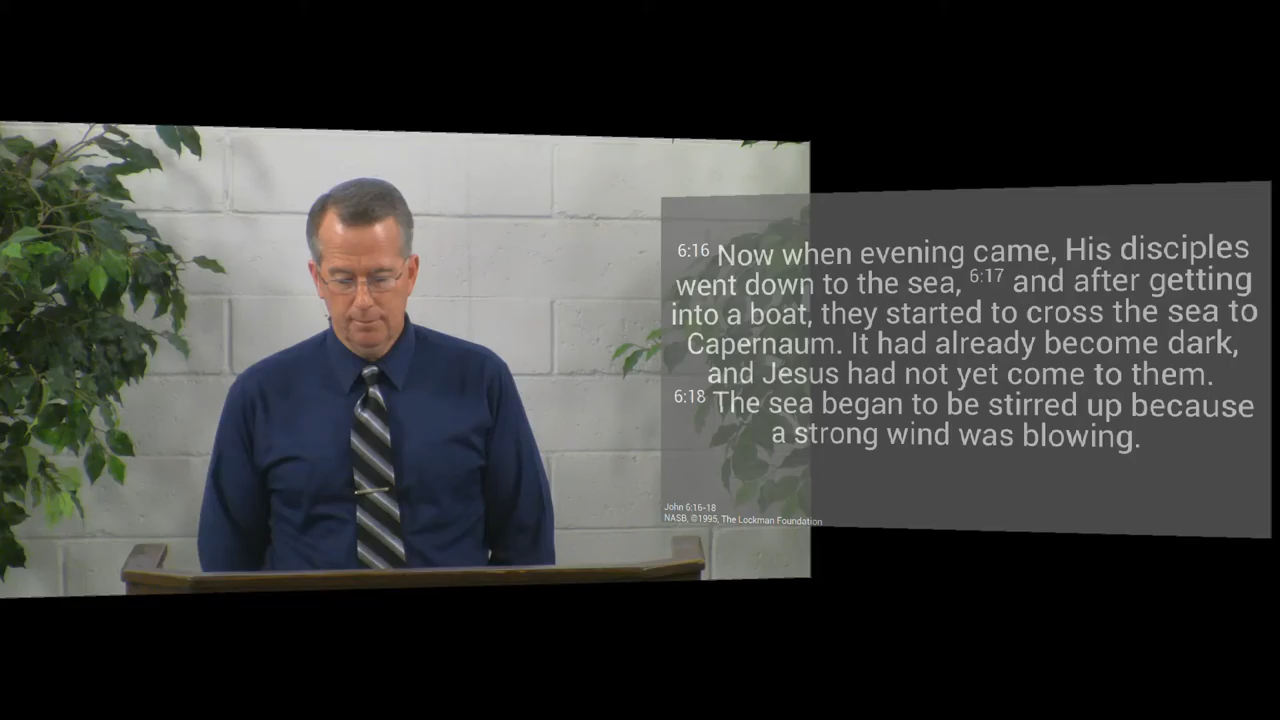 6:16 Now when evening came, His disciples
went down to the sea, 6:17 and after getting
into a boat, they started to cross the sea to
Capernaum. It had already become dark,
and Jesus had not yet come to them.
6:18 The sea began to be stirred up because
a strong wind was blowing.
John 6:16-18
NASB, ©1995, The Lockman Foundation